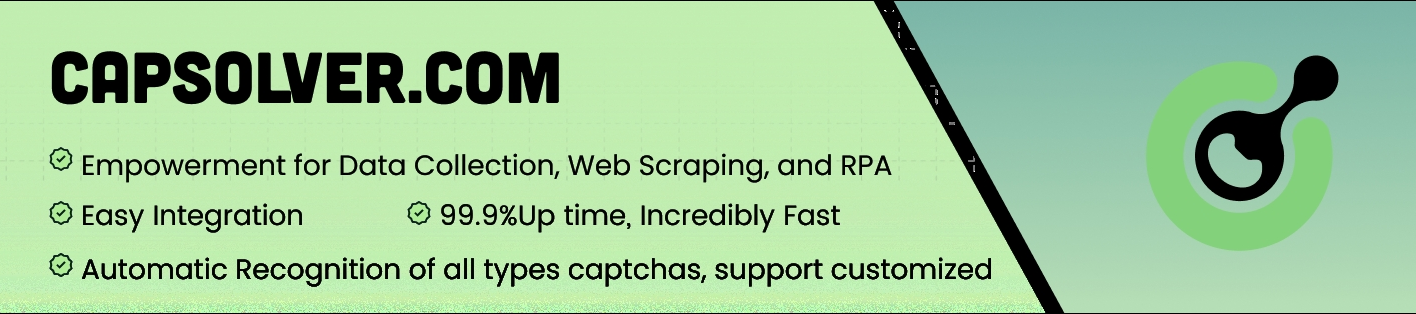 CAPSOLVER.COM
Empowerment for Data Collection, Web Scraping, and RPA
Easy Integration 99.9%Up time, Incredibly Fast
Automatic Recognition of all types captchas, support customized